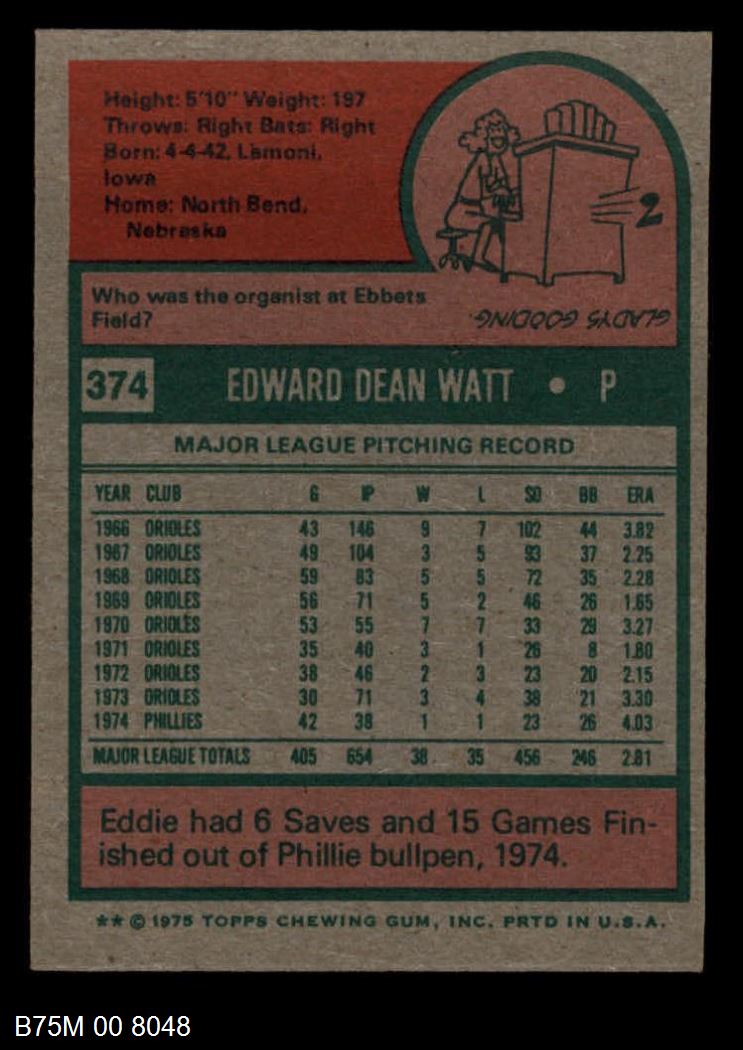 Height: 5'10" Weight: 197
Throws: Right Bats: Right
Born: 4-4-42, Lamoni,
Iowa
Home: North Bend,
Nebraska
2
Who was the organist at Ebbets
Field?
GLADYS GOODING.
374 EDWARD DEAN WATT • P
MAJOR LEAGUE PITCHING RECORD
YEAR CLUB G IP W L SO BB ERA
1966 ORIOLES 43 146 9 7 102 44 3.82
1967 ORIOLES 49 104 3 5 93 37 2.25
1968 ORIOLES 59 83 5 5 72 35 2.28
1969 ORIOLES 56 71 5 2 46 26 1.65
1970 ORIOLES 53 55 7 7 33 29 3.27
1971 ORIOLES 35 40 3 1 26 8 1.80
1972 ORIOLES 38 46 2 3 23 20 2.15
1973 ORIOLES 30 71 3 4 38 21 3.30
1974 PHILLIES 42 38 1 1 23 26 4.03
MAJOR LEAGUE TOTALS 405 654 38 35 456 246 2.81
Eddie had 6 Saves and 15 Games Fin-
ished out of Phillie bullpen, 1974.
** © 1975 TOPPS CHEWING GUM, INC. PRTD IN U.S.A.
B75M 00 8048